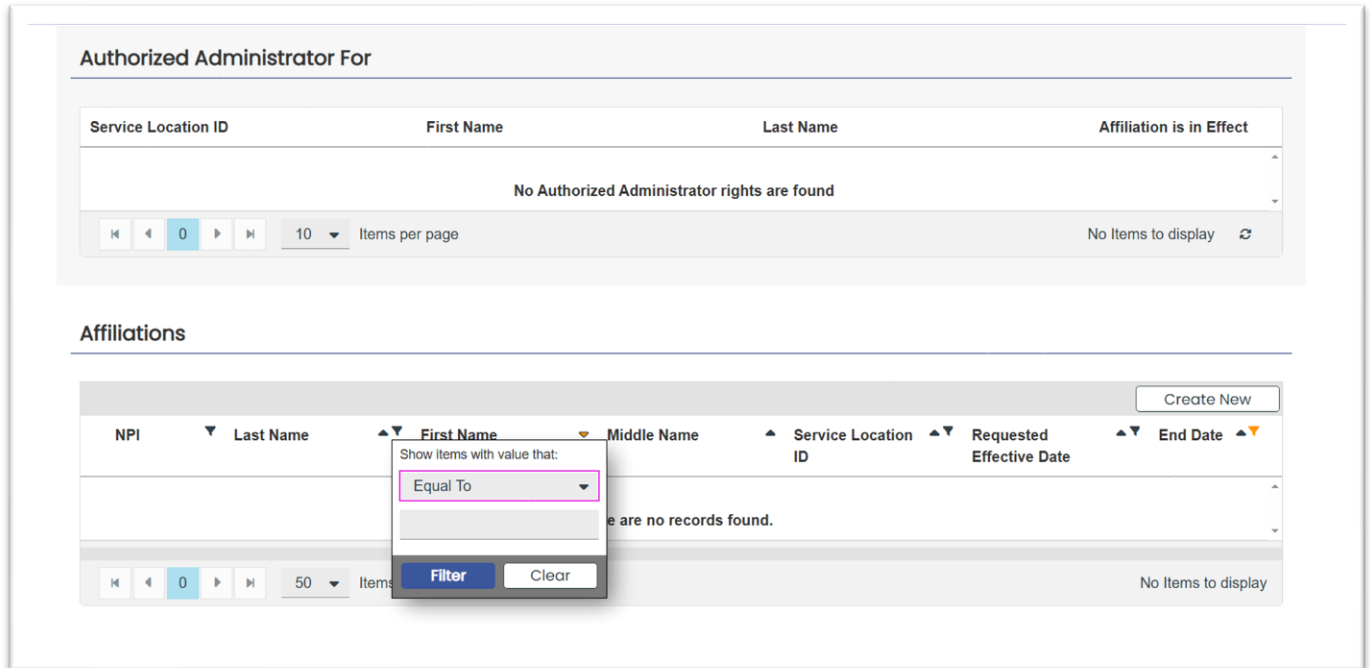 Authorized Administrator For
Service Location ID First Name Last Name Affiliation is in Effect
No Authorized Administrator rights are found
0 10 Items per page No Items to display
Affiliations
Create New
NPI Last Name First Name Middle Name Service Location ID Requested Effective Date End Date
Show items with value that:
Equal To
e are no records found.
Filter Clear
0 50 Items No Items to display